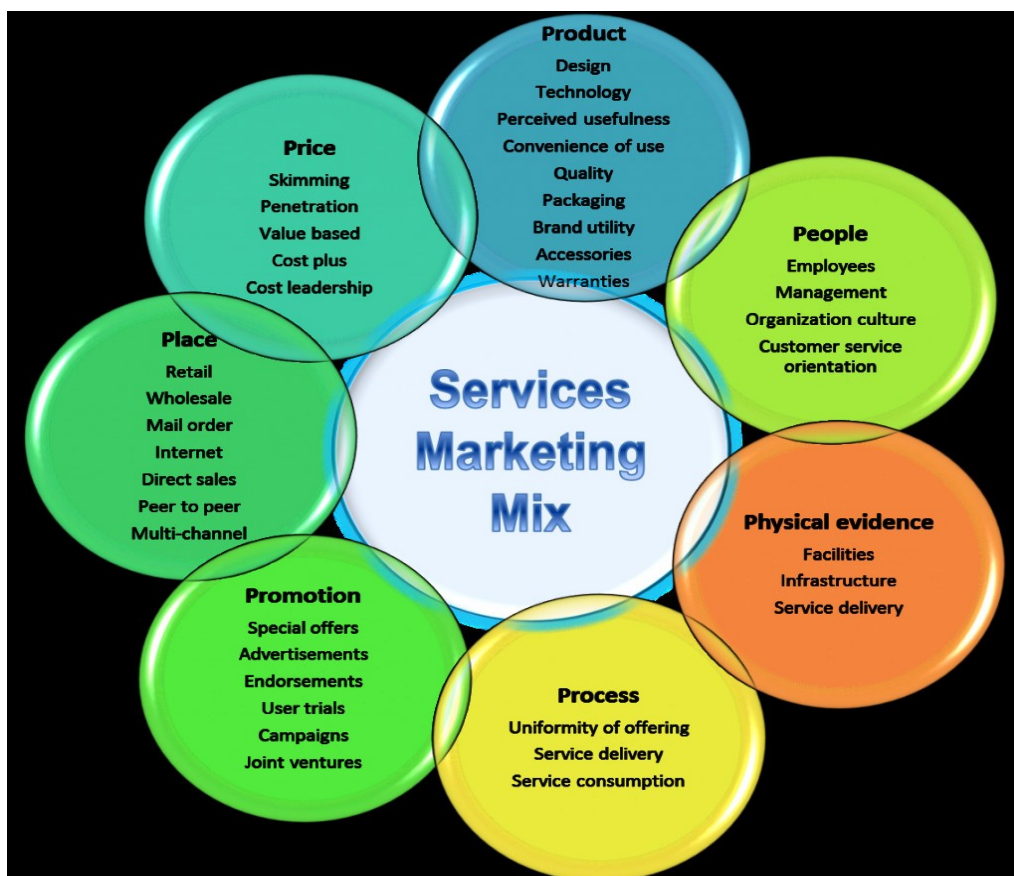 Product
Design
Technology
Perceived usefulness
Convenience of use
Quality
Packaging
Brand utility
Accessories
Warranties
Price
Skimming
Penetration
Value based
Cost plus
Cost leadership
People
Employees
Management
Organization culture
Customer service
orientation
Place
Retail
Wholesale
Mail order
Internet
Direct sales
Peer to peer
Multi-channel
Services
Marketing
Mix
Physical evidence
Facilities
Infrastructure
Service delivery
Promotion
Special offers
Advertisements
Endorsements
User trials
Campaigns
Joint ventures
Process
Uniformity of offering
Service delivery
Service consumption